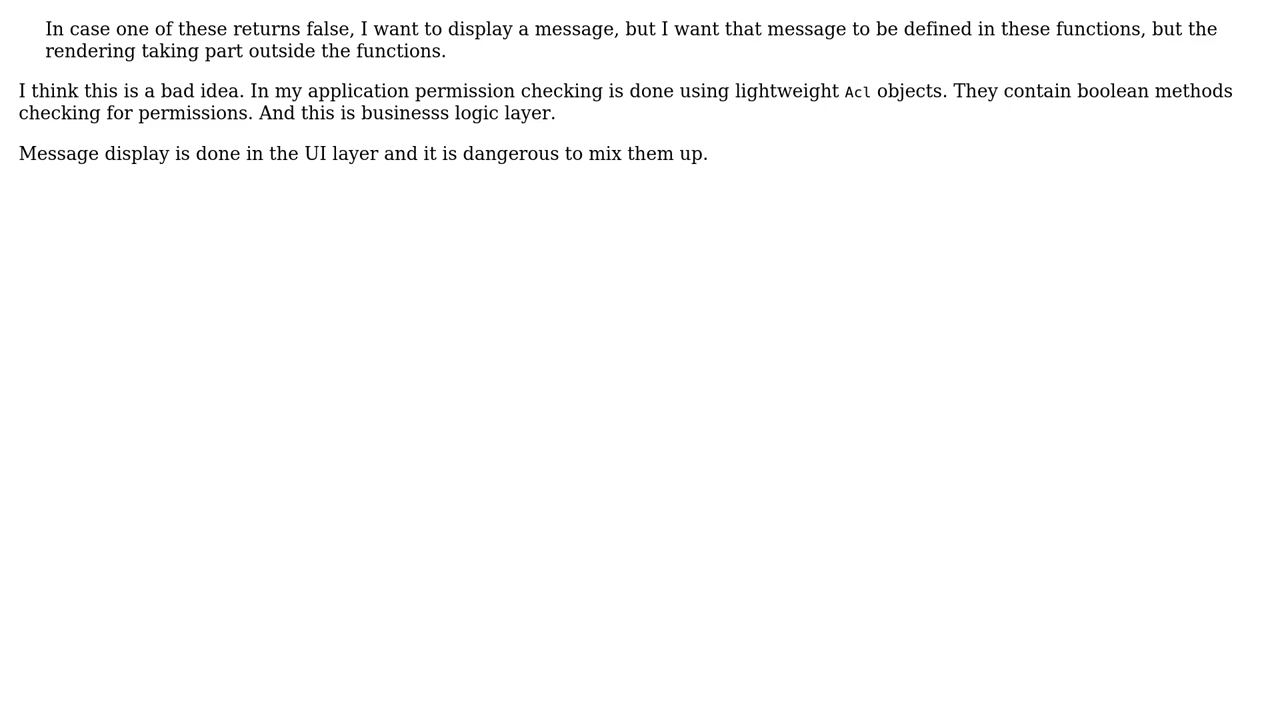 In case one of these returns false, I want to display a message, but I want that message to be defined in these functions, but the
rendering taking part outside the functions.
I think this is a bad idea. In my application permission checking is done using lightweight Acl objects. They contain boolean methods
checking for permissions. And this is businesss logic layer.
Message display is done in the UI layer and it is dangerous to mix them up.